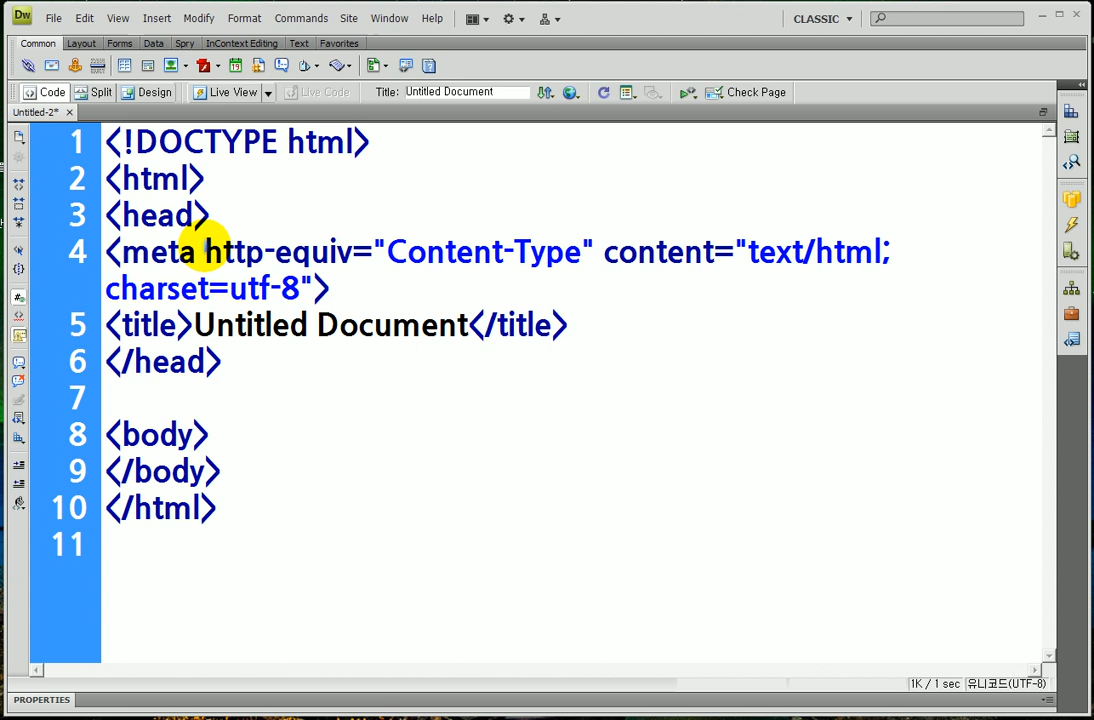 Dw File Edit View Insert Modify Format Commands Site Window Help CLASSIC
Common Layout Forms Data Spry InContext Editing Text Favorites
Code Split Design Live View Live Code Title: Untitled Document Check Page
Untitled-2*
1 <!DOCTYPE html>
2 <html>
3 <head>
4 <meta http-equiv="Content-Type" content="text/html;
charset=utf-8">
5 <title>Untitled Document</title>
6 </head>
7
8 <body>
9 </body>
10 </html>
11
1K / 1 sec 유니코드(UTF-8)
PROPERTIES